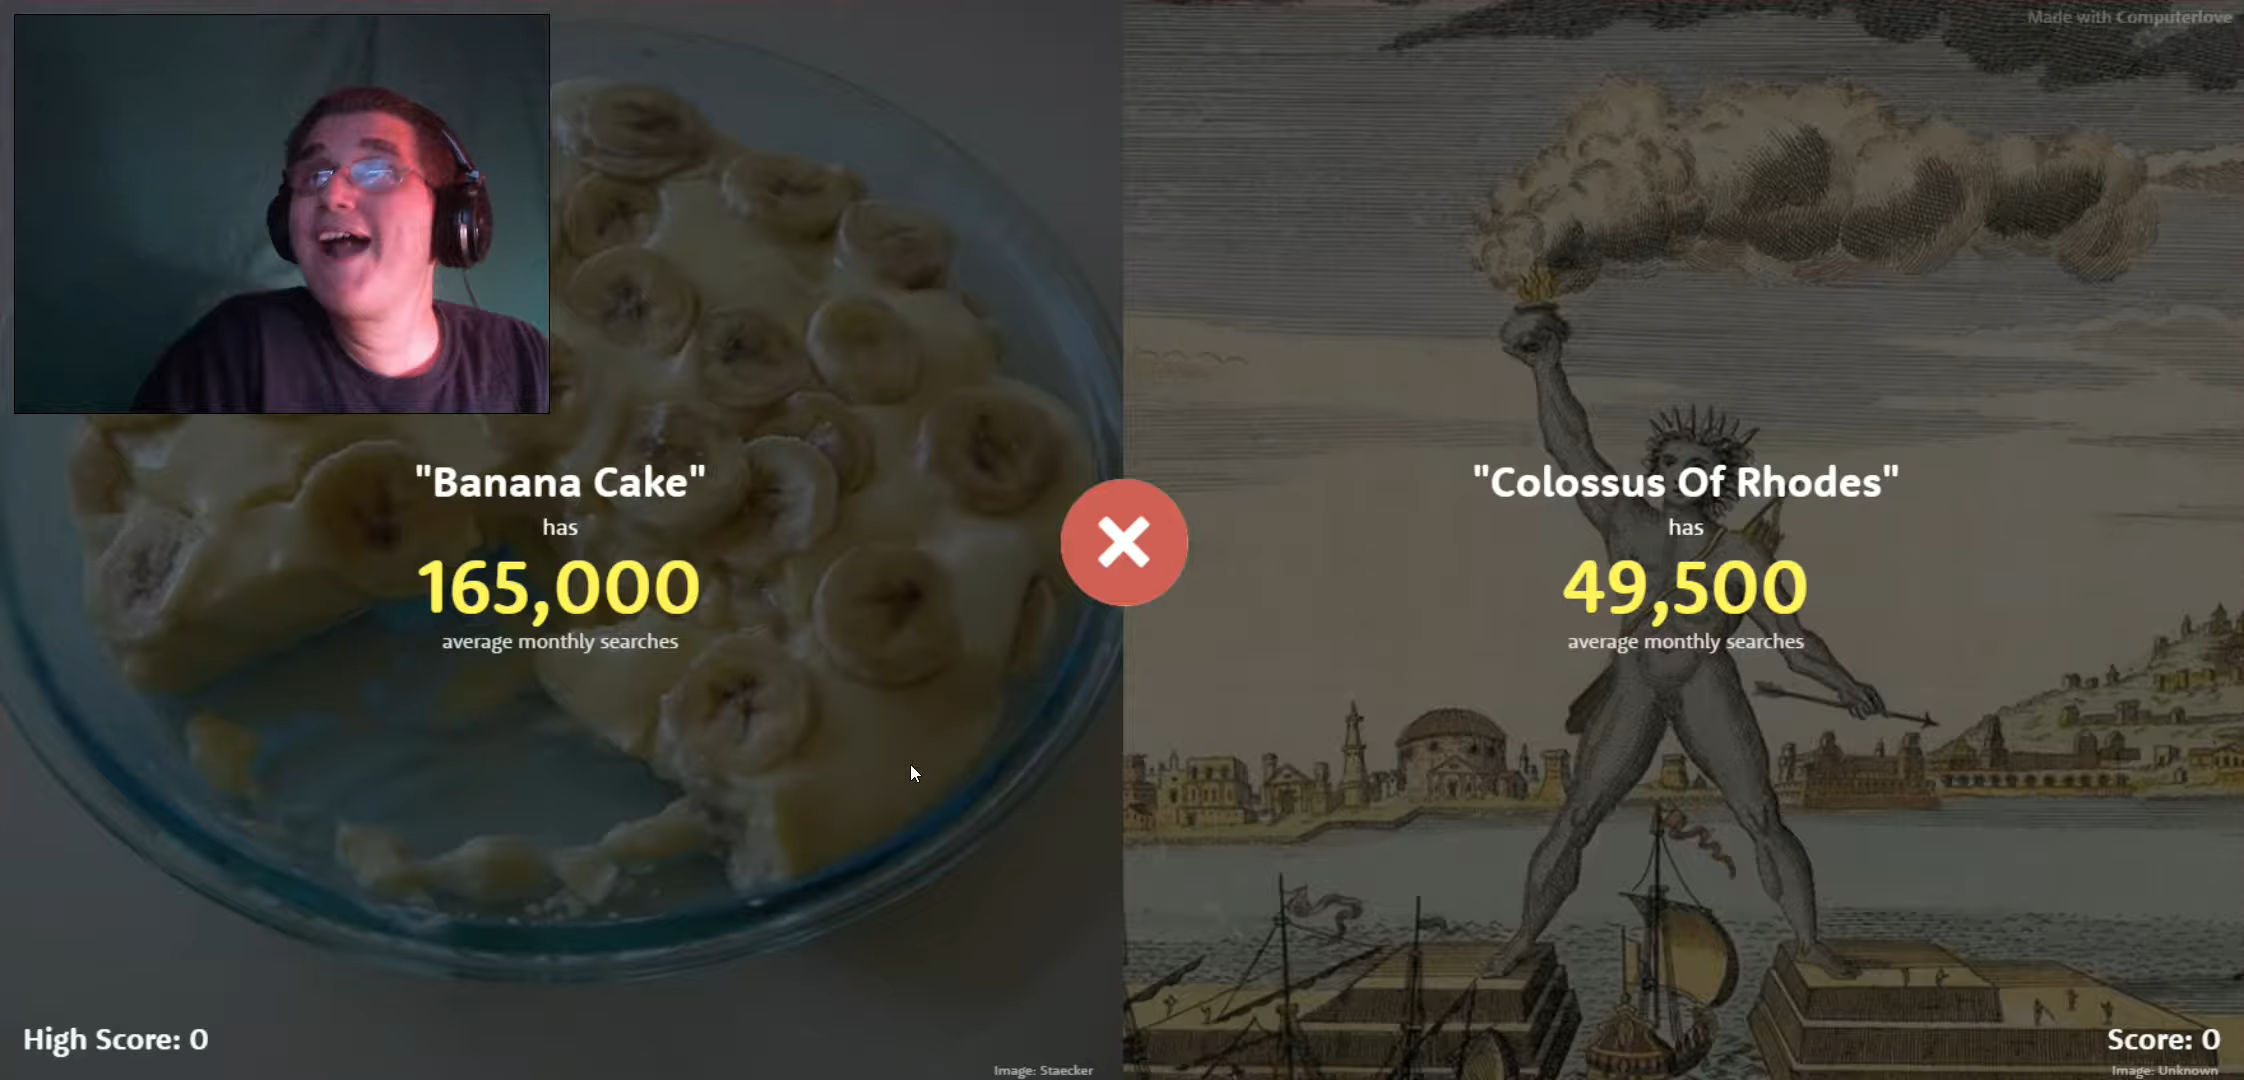 Made with Computerlove
"Banana Cake"
has
165,000
average monthly searches
"Colossus Of Rhodes"
has
49,500
average monthly searches
High Score: 0
Score: 0
Image: Staecker
Image: Unknown